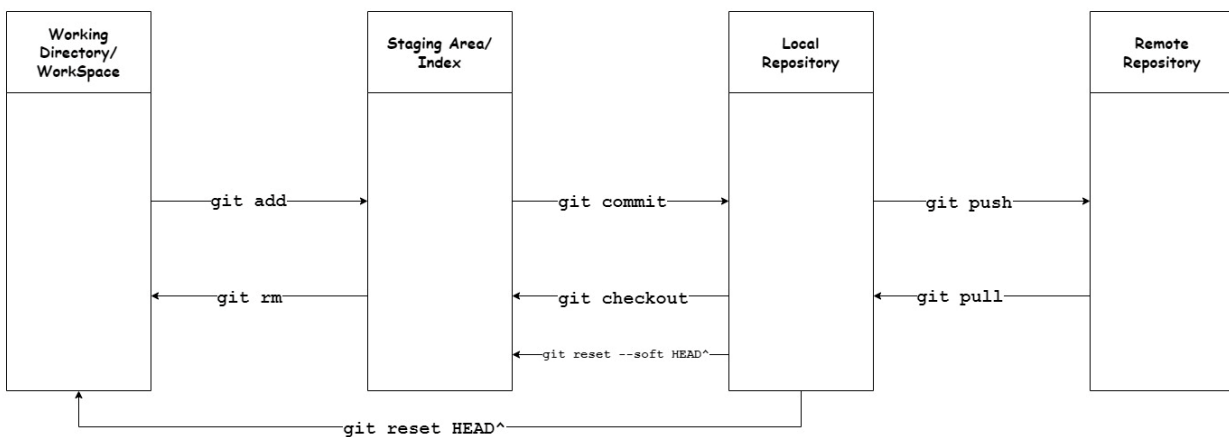 Working
Directory/
WorkSpace
Staging Area/
Index
Local
Repository
Remote
Repository
git add
git commit
git push
git rm
git checkout
git pull
git reset --soft HEAD^
git reset HEAD^